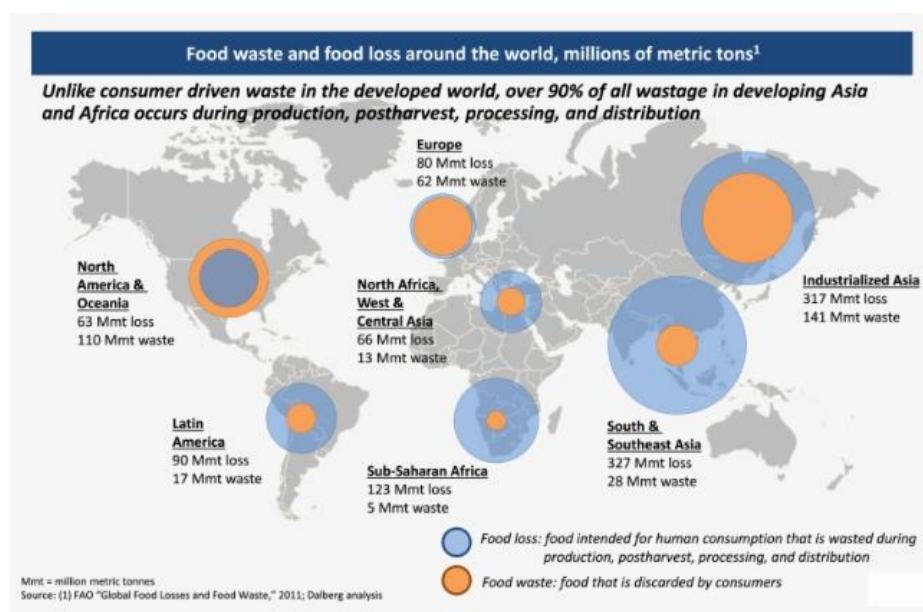 Food waste and food loss around the world, millions of metric tons1
Unlike consumer driven waste in the developed world, over 90% of all wastage in developing Asia
and Africa occurs during production, postharvest, processing, and distribution
Europe
80 Mmt loss
62 Mmt waste
North
America &
Oceania
63 Mmt loss
110 Mmt waste
North Africa,
West &
Central Asia
66 Mmt loss
13 Mmt waste
Industrialized Asia
317 Mmt loss
141 Mmt waste
Latin
America
90 Mmt loss
17 Mmt waste
Sub-Saharan Africa
123 Mmt loss
5 Mmt waste
South &
Southeast Asia
327 Mmt loss
28 Mmt waste
Food loss: food intended for human consumption that is wasted during
production, postharvest, processing, and distribution
Food waste: food that is discarded by consumers
Mmt = million metric tonnes
Source: (1) FAO "Global Food Losses and Food Waste," 2011; Dalberg analysis